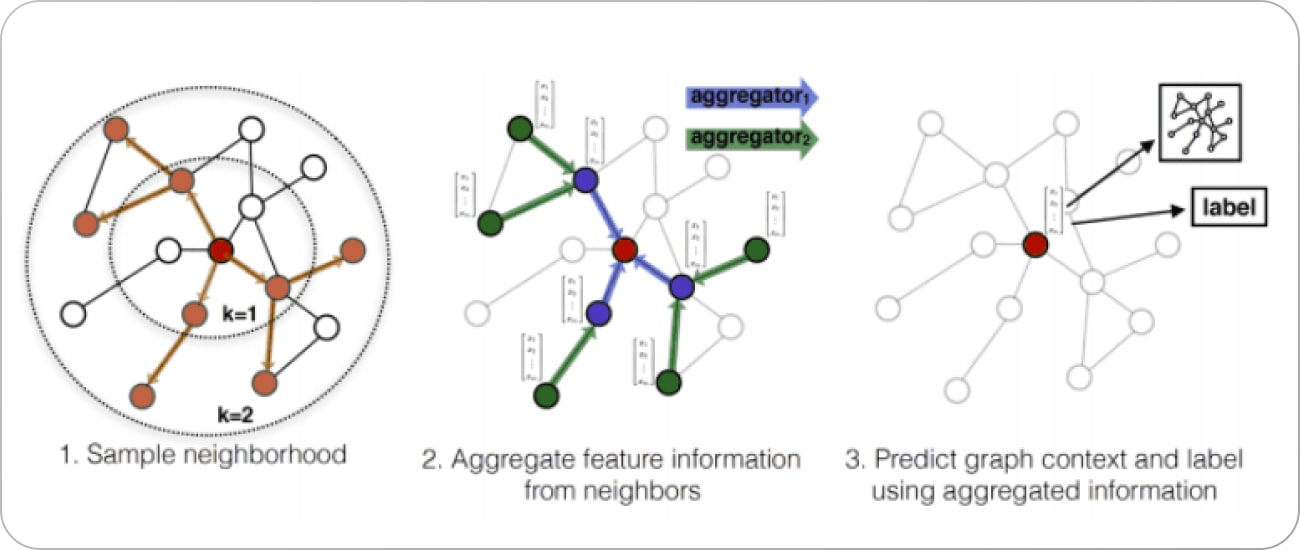 aggregator1
aggregator2
label
k=1
k=2
1. Sample neighborhood
2. Aggregate feature information
from neighbors
3. Predict graph context and label
using aggregated information